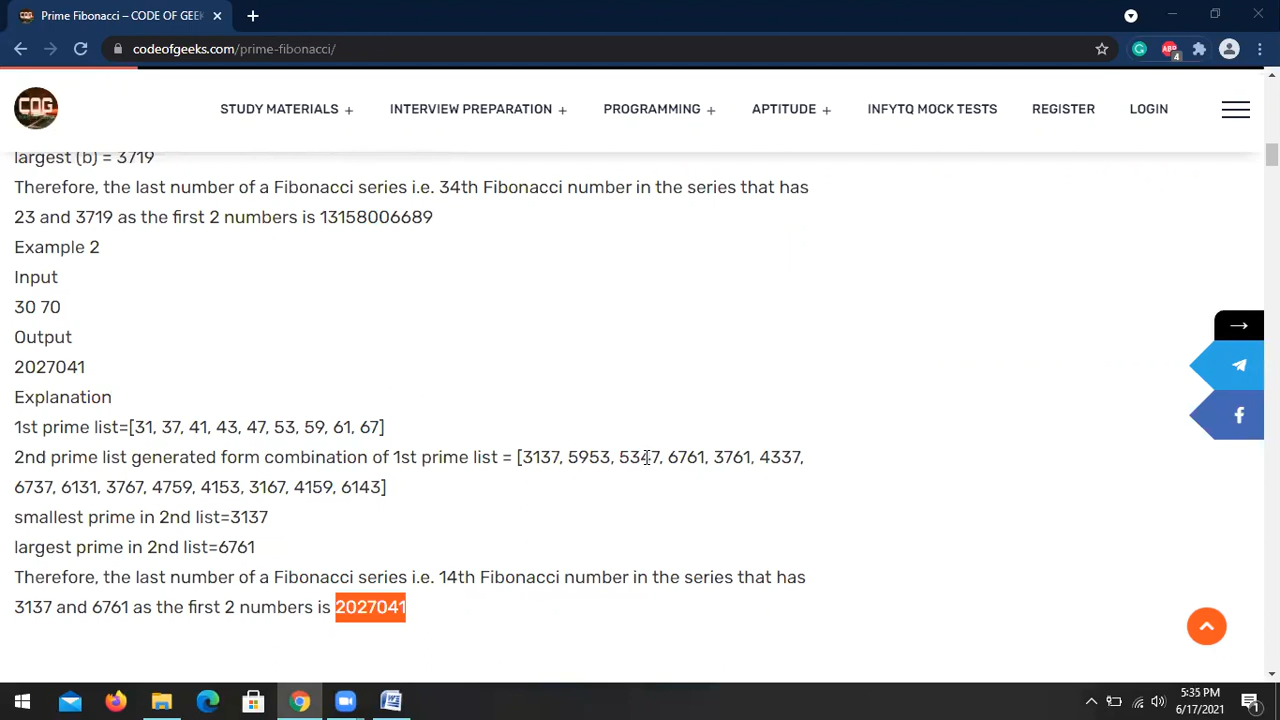 Prime Fibonacci – CODE OF GEEK
codeofgeeks.com/prime-fibonacci/
ABP
4
COG
STUDY MATERIALS +
INTERVIEW PREPARATION +
PROGRAMMING +
APTITUDE +
INFYTQ MOCK TESTS
REGISTER
LOGIN
largest (b) = 3719
Therefore, the last number of a Fibonacci series i.e. 34th Fibonacci number in the series that has
23 and 3719 as the first 2 numbers is 13158006689
Example 2
Input
30 70
Output
2027041
Explanation
1st prime list=[31, 37, 41, 43, 47, 53, 59, 61, 67]
2nd prime list generated form combination of 1st prime list = [3137, 5953, 5347, 6761, 3761, 4337,
6737, 6131, 3767, 4759, 4153, 3167, 4159, 6143]
smallest prime in 2nd list=3137
largest prime in 2nd list=6761
Therefore, the last number of a Fibonacci series i.e. 14th Fibonacci number in the series that has
3137 and 6761 as the first 2 numbers is 2027041
5:35 PM
6/17/2021
1